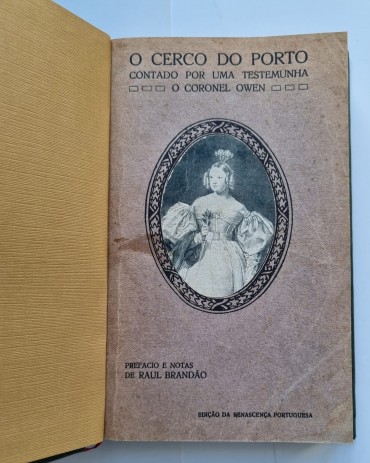 O CERCO DO PORTO
CONTADO POR UMA TESTEMUNHA
O CORONEL OWEN
PREFACIO E NOTAS
DE RAUL BRANDÃO
EDIÇÃO DA RENASCENÇA PORTUGUESA